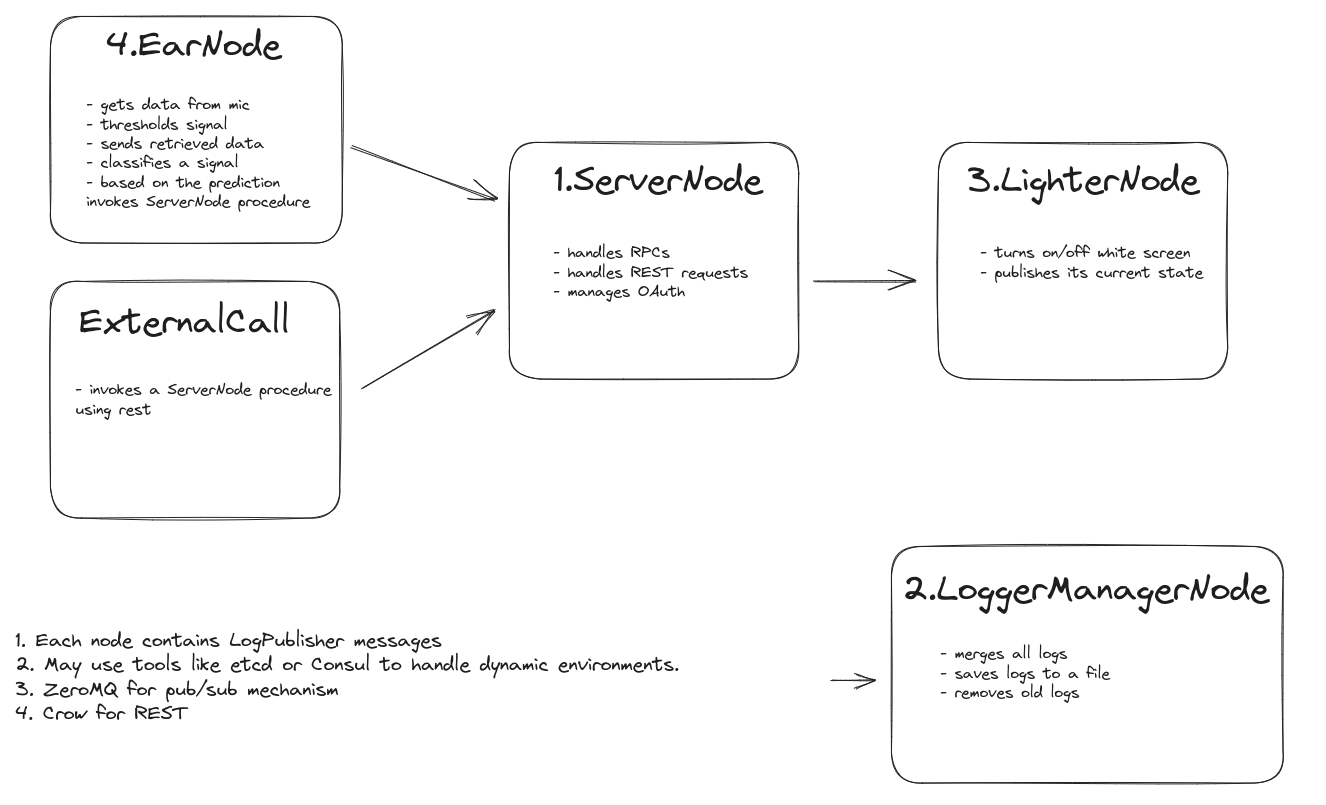 4.EarNode
- gets data from mic
- thresholds signal
- sends retrieved data
- classifies a signal
- based on the prediction
invokes ServerNode procedure
ExternalCall
- invokes a ServerNode procedure
using rest
1.ServerNode
- handles RPCs
- handles REST requests
- manages OAuth
3.LighterNode
- turns on/off white screen
- publishes its current state
2.LoggerManagerNode
- merges all logs
- saves logs to a file
- removes old logs
1. Each node contains LogPublisher messages
2. May use tools like etcd or Consul to handle dynamic environments.
3. ZeroMQ for pub/sub mechanism
4. Crow for REST